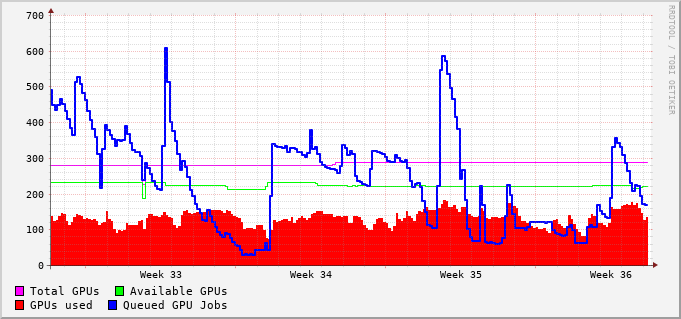 700
600
500
400
300
200
100
0
Week 33 Week 34 Week 35 Week 36
Total GPUs Available GPUs
GPUs used Queued GPU Jobs
RRDTOOL / TOBI OETIKER